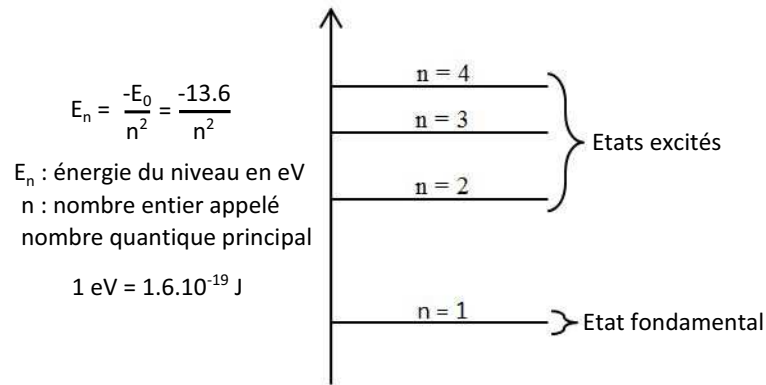 Eₙ = -E₀/n² = -13.6/n²
Eₙ : énergie du niveau en eV
n : nombre entier appelé
nombre quantique principal
1 eV = 1.6.10⁻¹⁹ J
n = 4
n = 3
n = 2
n = 1
Etats excités
Etat fondamental